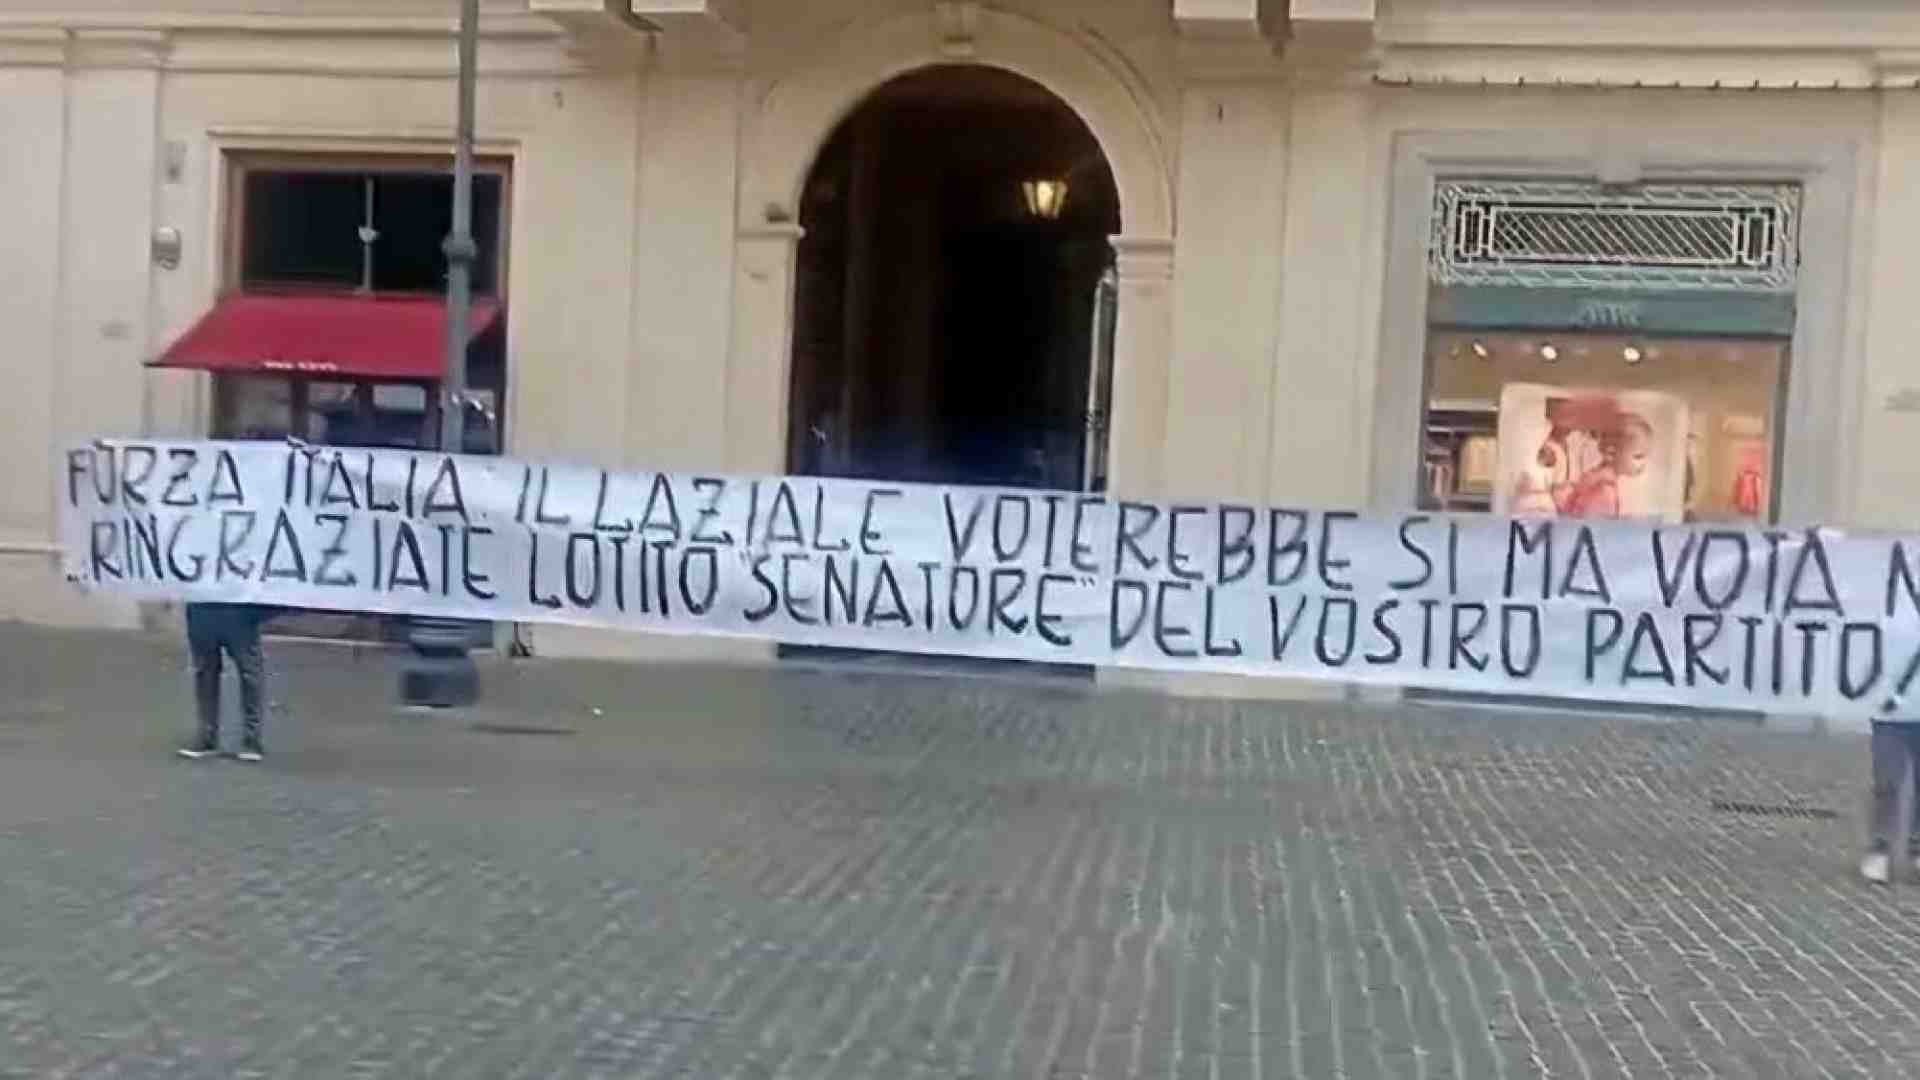 FORZA ITALIA: IL LAZIALE VOTEREBBE SI MA VOTA N
...RINGRAZIATE LOTITO "SENATORE" DEL VOSTRO PARTITO!